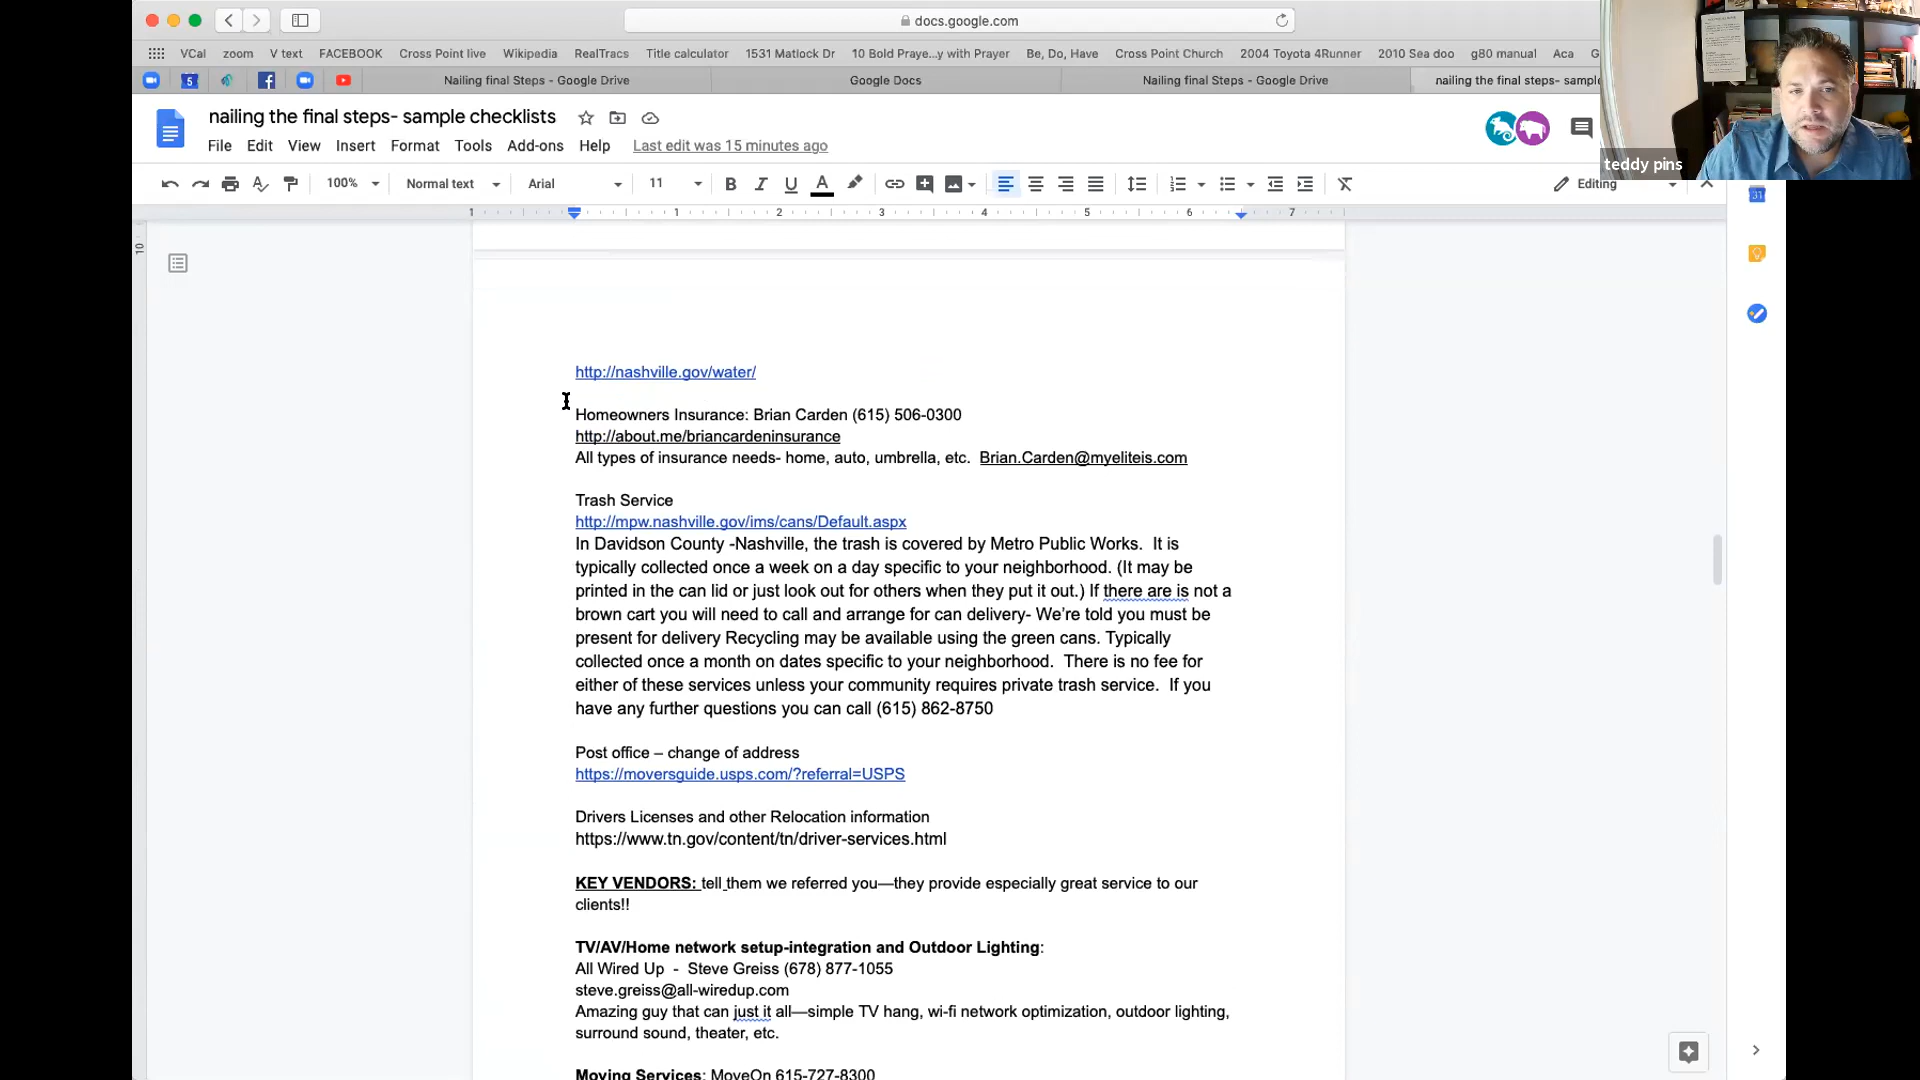 docs.google.com
VCal zoom V text FACEBOOK Cross Point live Wikipedia RealTracs Title calculator 1531 Matlock Dr 10 Bold Praye...y with Prayer Be, Do, Have Cross Point Church 2004 Toyota 4Runner 2010 Sea doo g80 manual Aca
5 Nailing final Steps - Google Drive Google Docs Nailing final Steps - Google Drive nailing the final steps- sample
nailing the final steps- sample checklists
File Edit View Insert Format Tools Add-ons Help Last edit was 15 minutes ago
teddy pins
100% Normal text Arial 11 B I U A Editing
1 1 2 3 4 5 6 7
31
10
http://nashville.gov/water/
Homeowners Insurance: Brian Carden (615) 506-0300
http://about.me/briancardeninsurance
All types of insurance needs- home, auto, umbrella, etc. Brian.Carden@myeliteis.com
Trash Service
http://mpw.nashville.gov/ims/cans/Default.aspx
In Davidson County -Nashville, the trash is covered by Metro Public Works. It is
typically collected once a week on a day specific to your neighborhood. (It may be
printed in the can lid or just look out for others when they put it out.) If there are is not a
brown cart you will need to call and arrange for can delivery- We’re told you must be
present for delivery Recycling may be available using the green cans. Typically
collected once a month on dates specific to your neighborhood. There is no fee for
either of these services unless your community requires private trash service. If you
have any further questions you can call (615) 862-8750
Post office – change of address
https://moversguide.usps.com/?referral=USPS
Drivers Licenses and other Relocation information
https://www.tn.gov/content/tn/driver-services.html
KEY VENDORS: tell them we referred you—they provide especially great service to our
clients!!
TV/AV/Home network setup-integration and Outdoor Lighting:
All Wired Up - Steve Greiss (678) 877-1055
steve.greiss@all-wiredup.com
Amazing guy that can just it all—simple TV hang, wi-fi network optimization, outdoor lighting,
surround sound, theater, etc.
Moving Services: MoveOn 615-727-8300